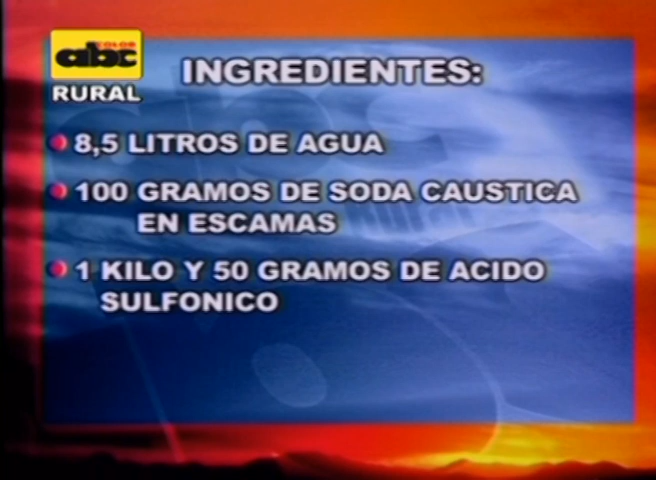 COLOR
abc
RURAL
INGREDIENTES:
8,5 LITROS DE AGUA
100 GRAMOS DE SODA CAUSTICA
EN ESCAMAS
1 KILO Y 50 GRAMOS DE ACIDO
SULFONICO